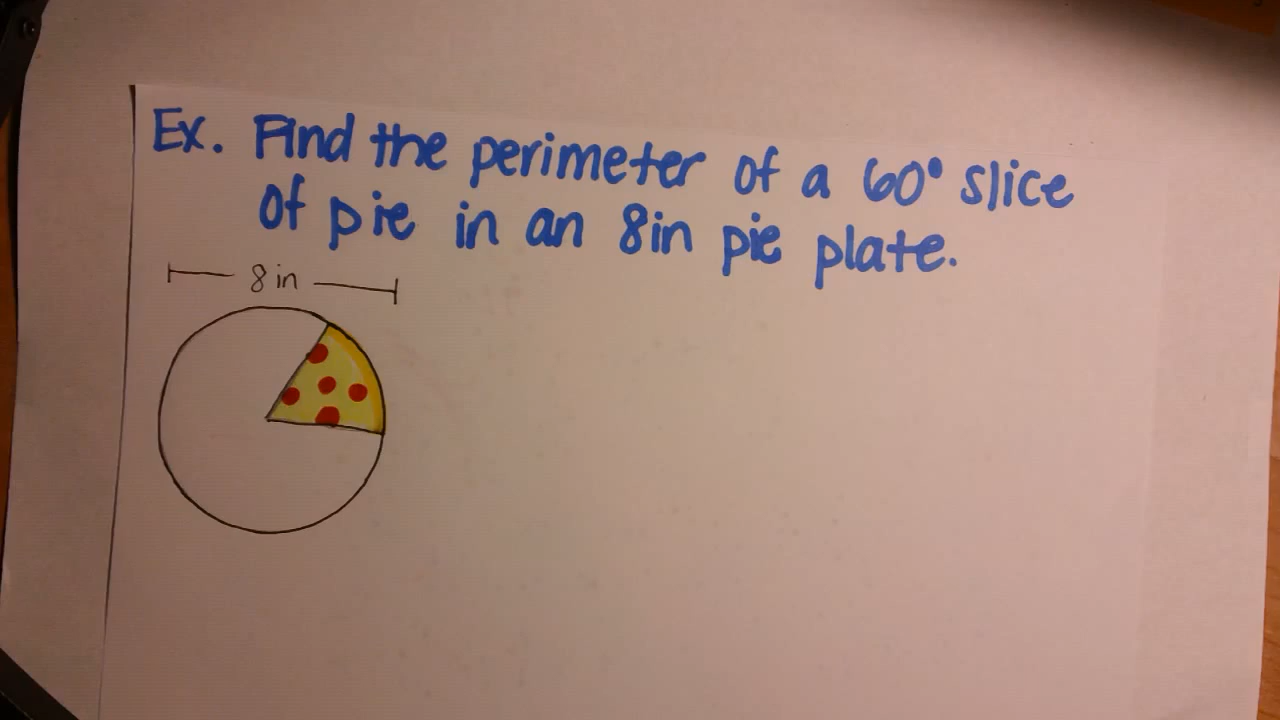 Ex. Find the perimeter of a 60° slice
of pie in an 8in pie plate.
8 in